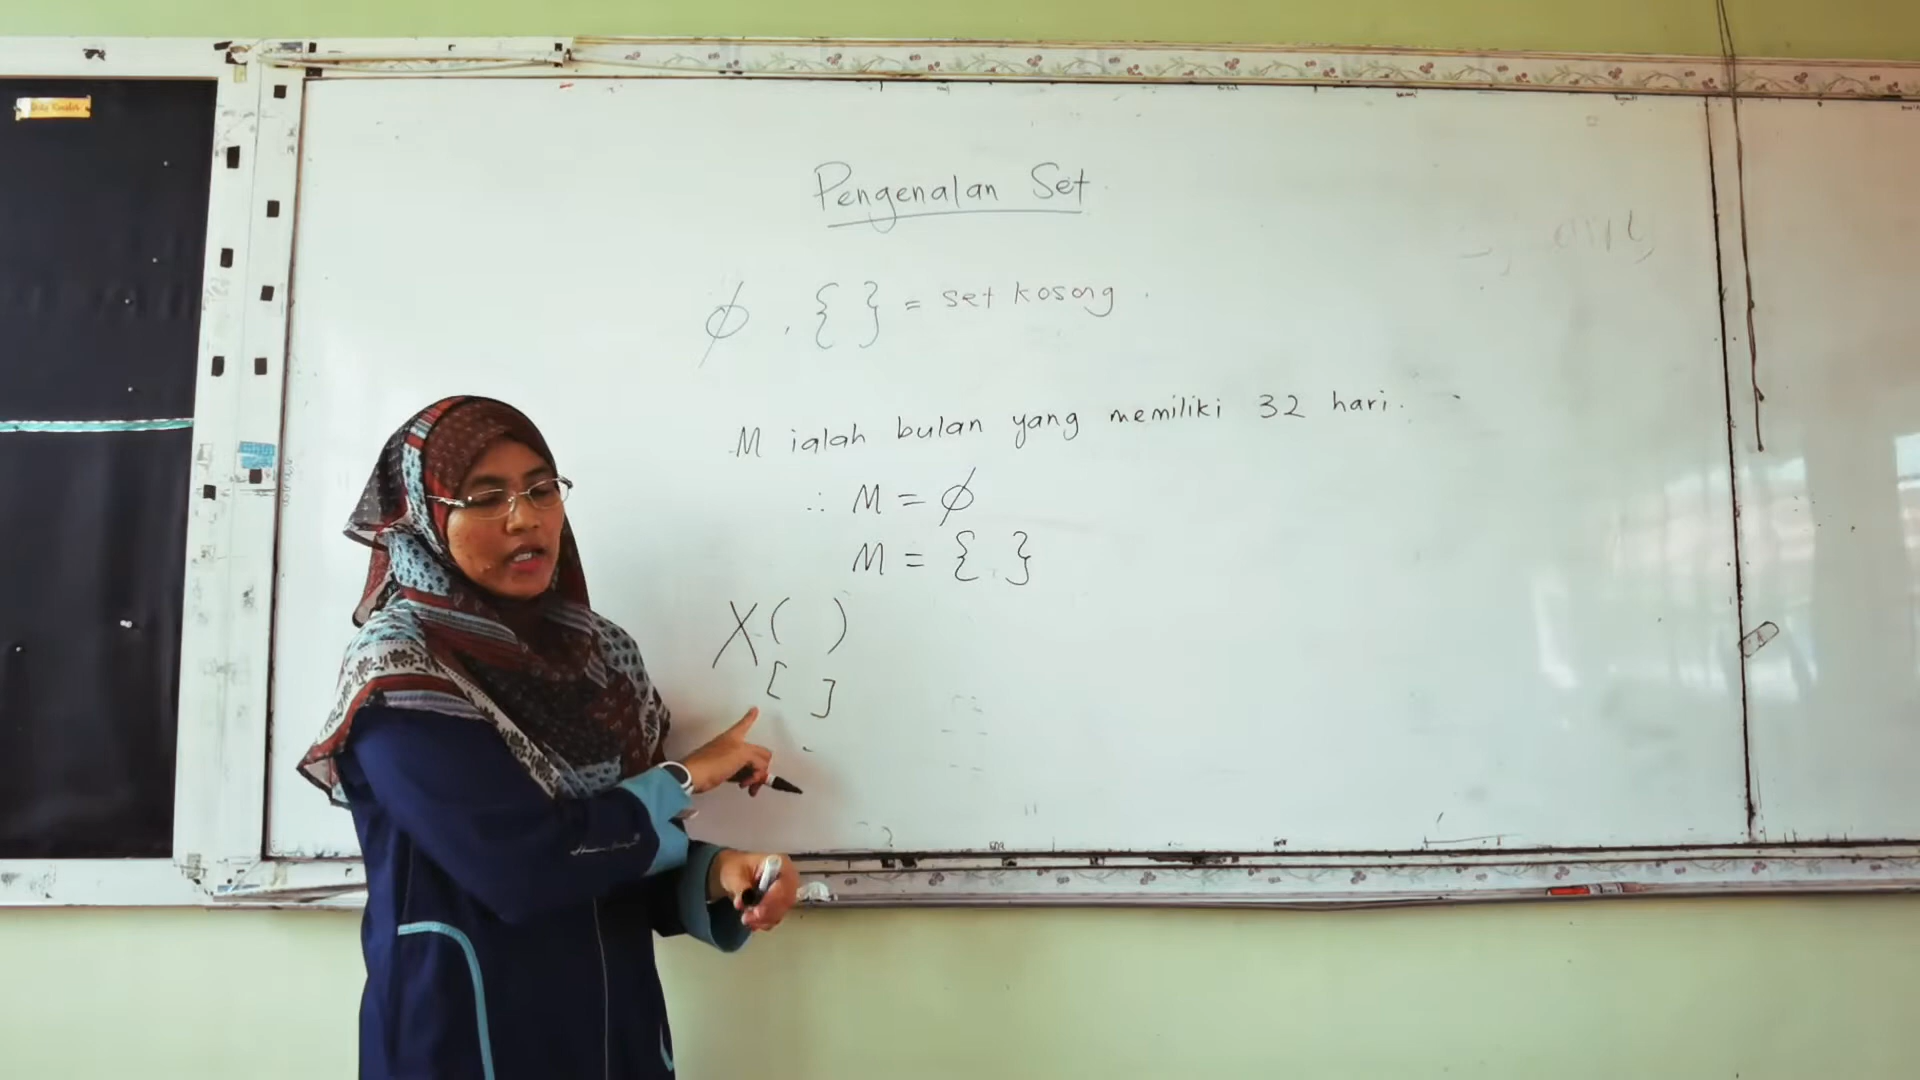 Pengenalan Set
∅ , { } = set kosong .
M ialah bulan yang memiliki 32 hari.
∴ M = ∅
M = { }
X ( )
[ ]